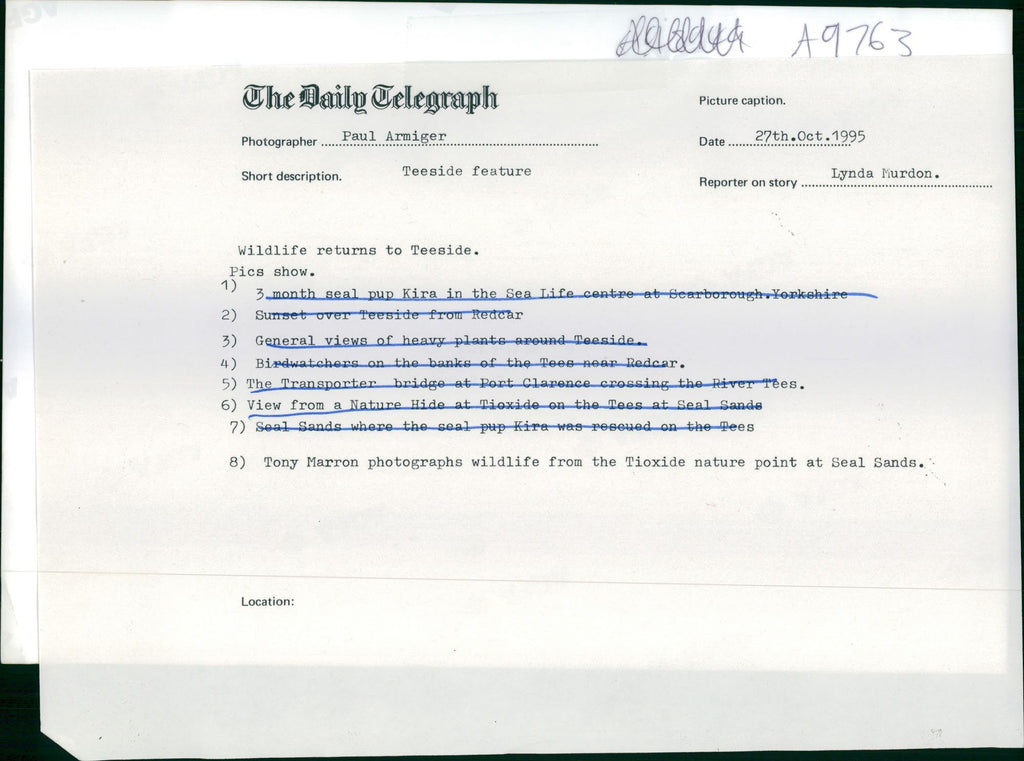 A9763
The Daily Telegraph
Picture caption.
Photographer Paul Armiger
Date 27th.Oct.1995
Short description. Teeside feature
Reporter on story Lynda Murdon.
Wildlife returns to Teeside.
Pics show.
1) 3 month seal pup Kira in the Sea Life centre at Scarborough.Yorkshire
2) Sunset over Teeside from Redcar
3) General views of heavy plants around Teeside.
4) Birdwatchers on the banks of the Tees near Redcar.
5) The Transporter bridge at Port Clarence crossing the River Tees.
6) View from a Nature Hide at Tioxide on the Tees at Seal Sands
7) Seal Sands where the seal pup Kira was rescued on the Tees
8) Tony Marron photographs wildlife from the Tioxide nature point at Seal Sands.
Location: